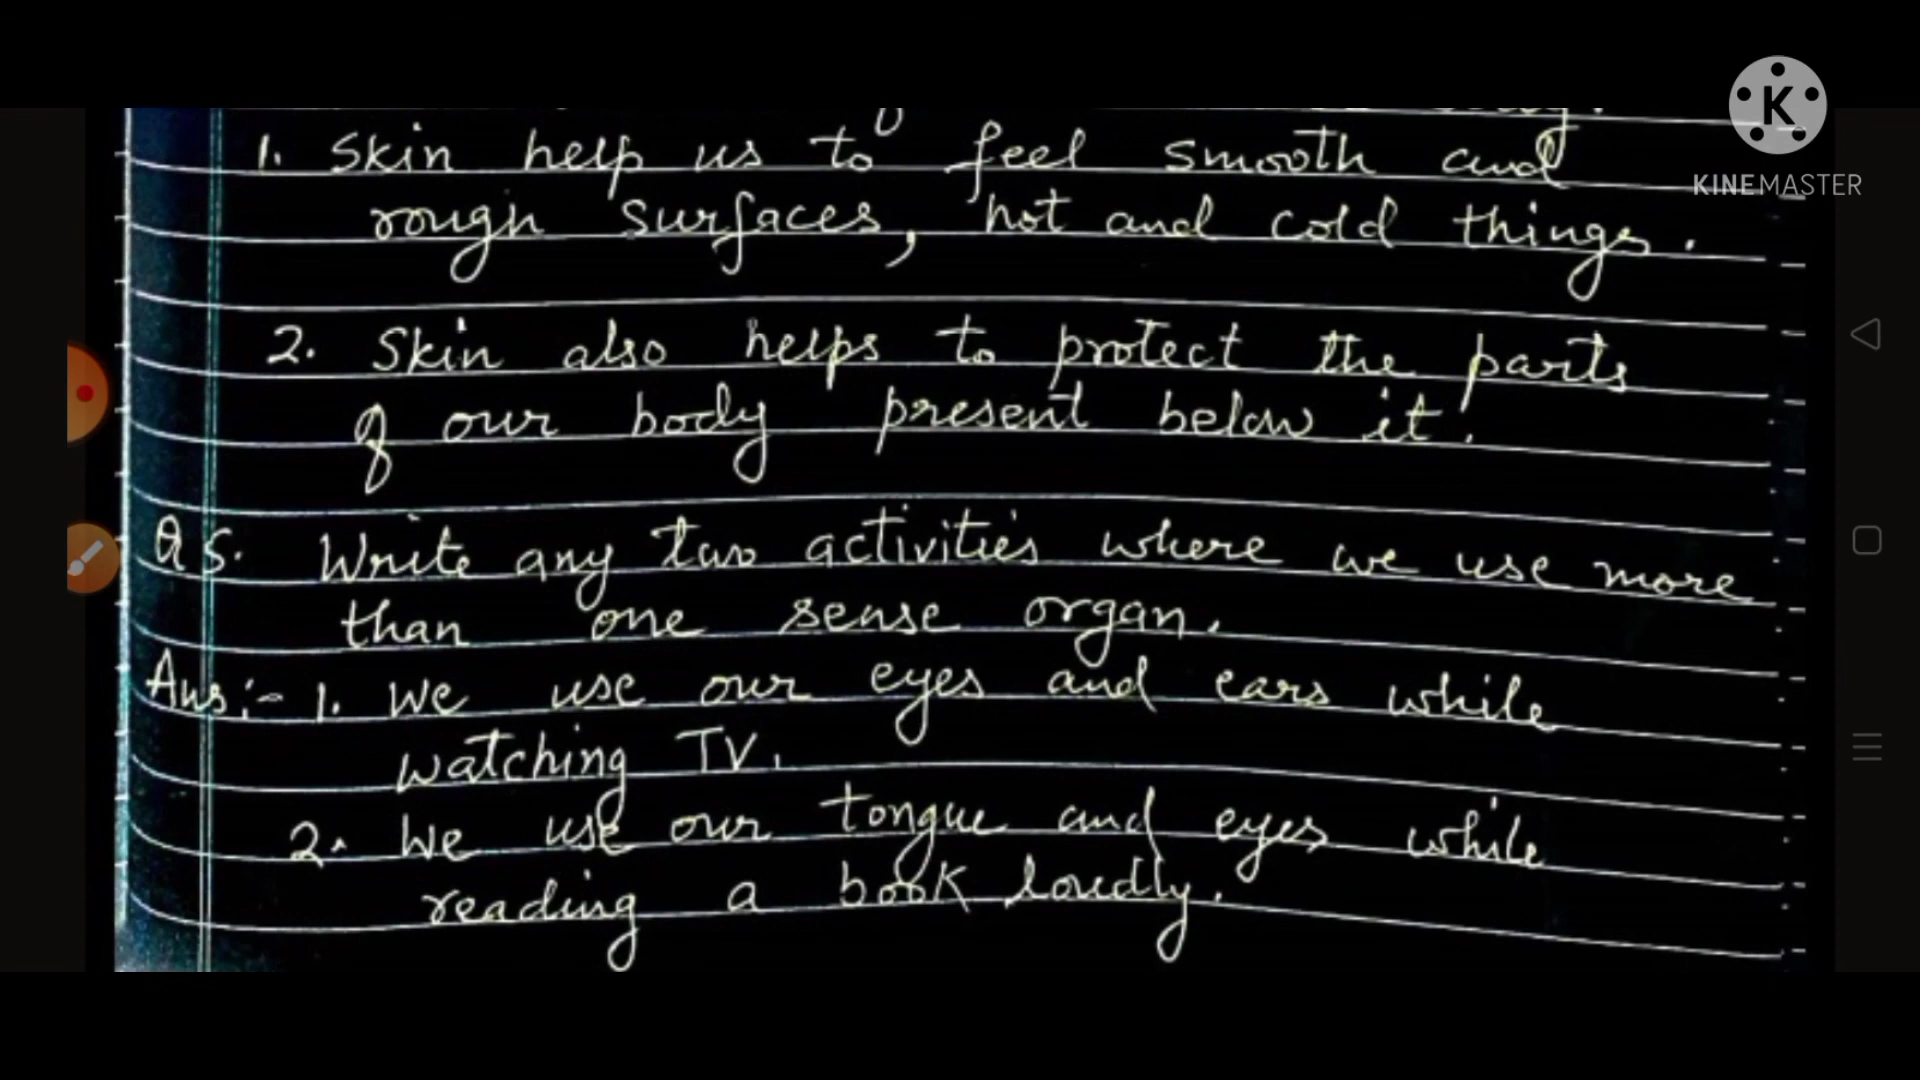 1. Skin help us to feel smooth and
rough surfaces, hot and cold things.
2. Skin also helps to protect the parts
of our body present below it.
Q5. Write any two activities where we use more
than one sense organ.
Ans:- 1. We use our eyes and ears while
watching TV.
2. We use our tongue and eyes while
reading a book loudly.
K
KINEMASTER